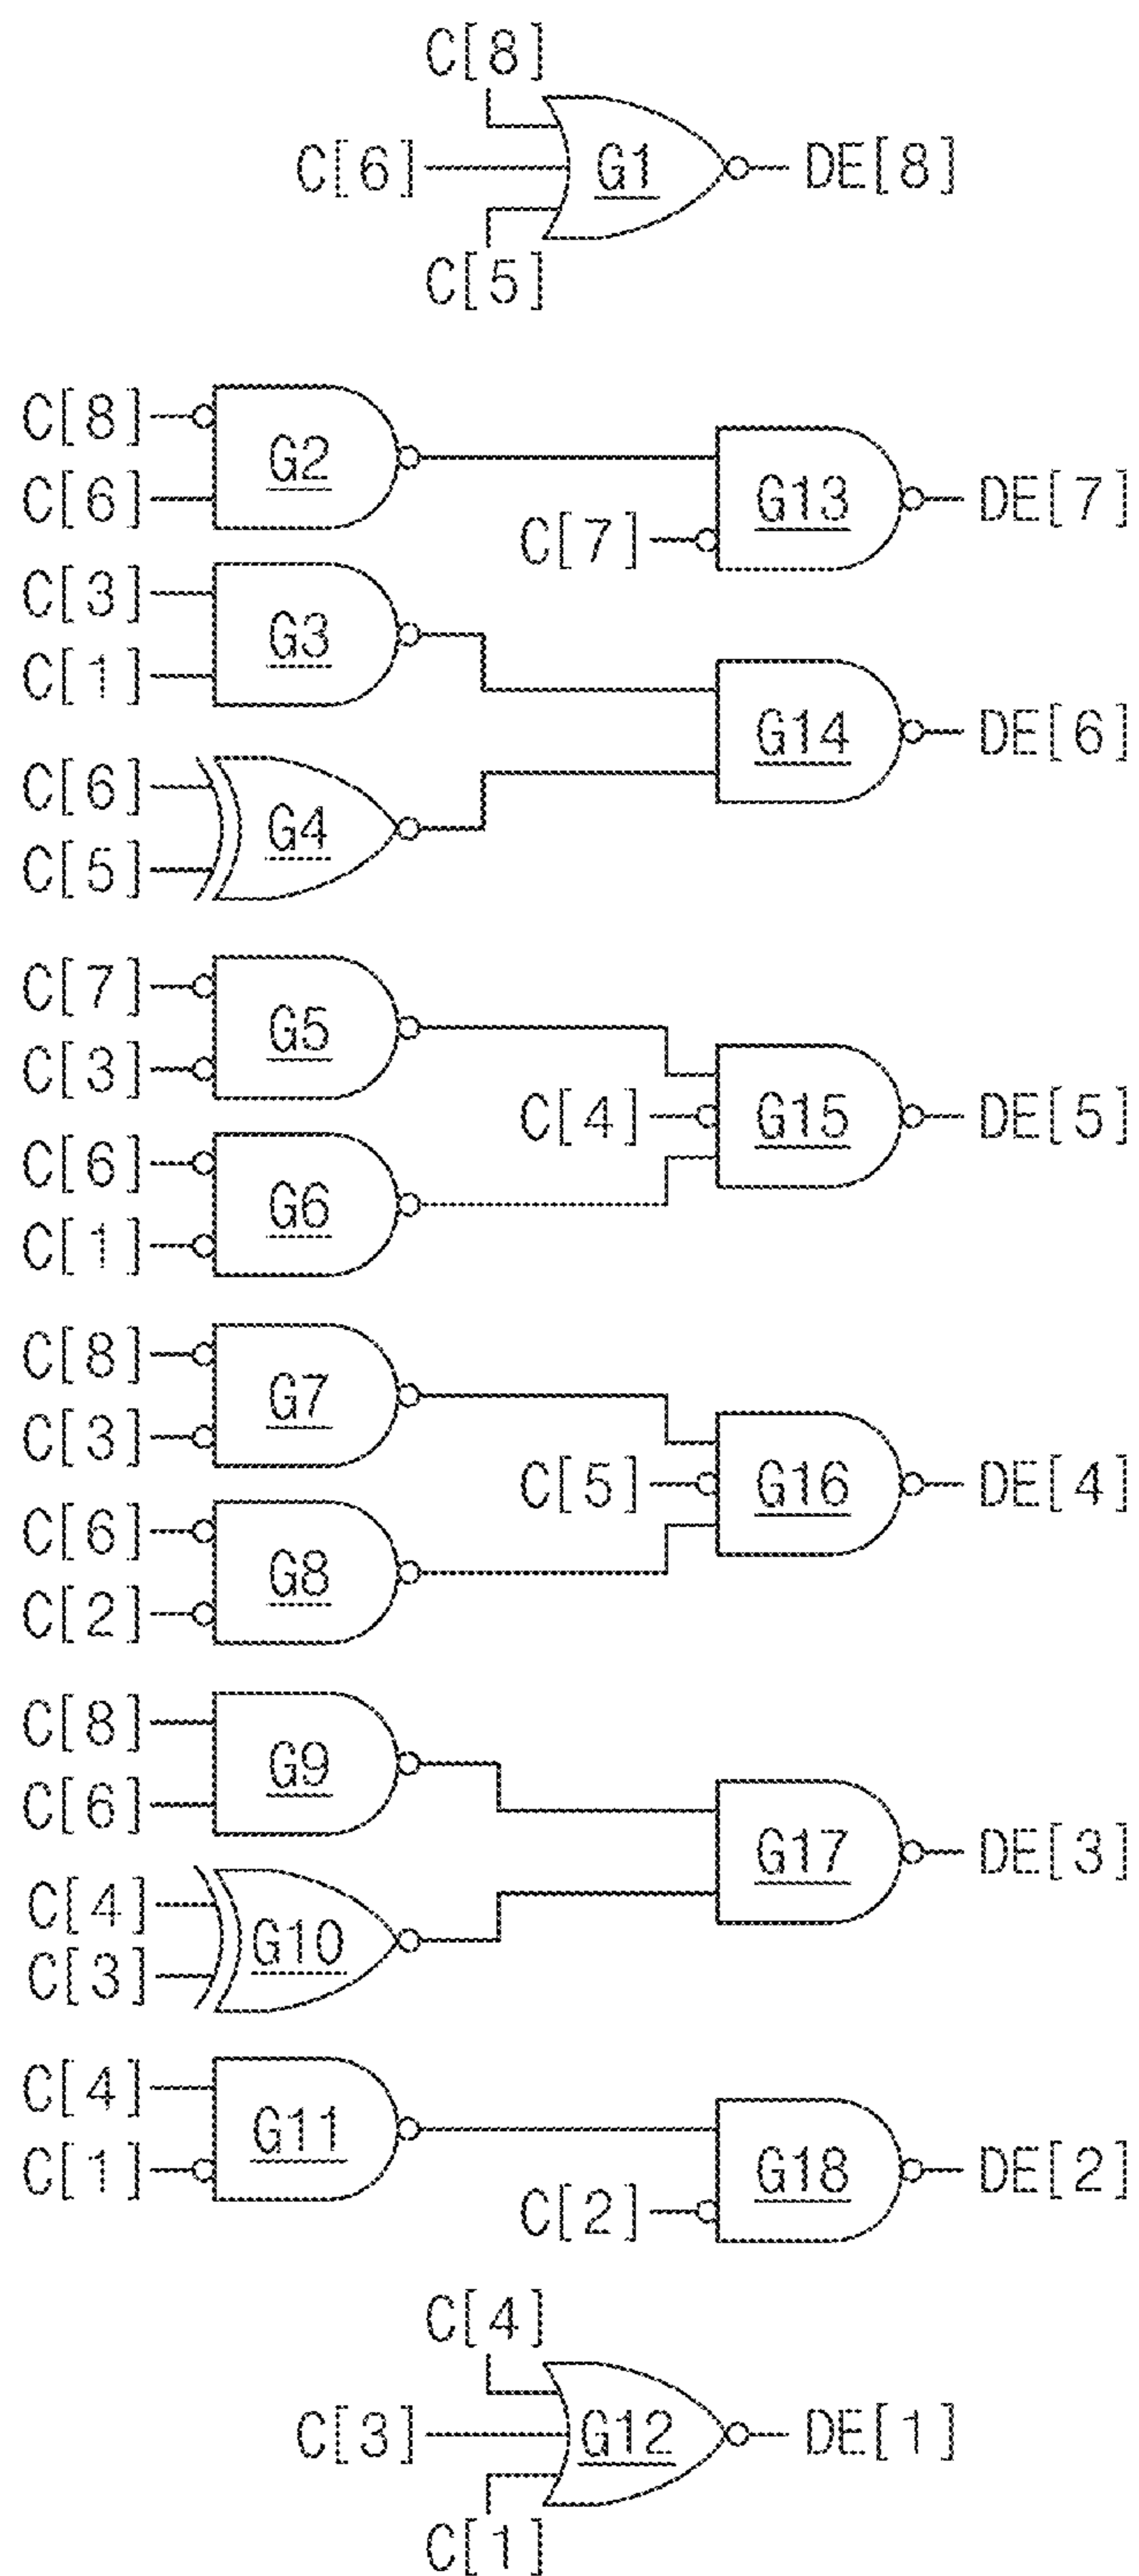 C[8]
C[6] G1 DE[8]
C[5]
C[8]
G2
C[6]
G13 DE[7]
C[7]
C[3]
G3
C[1]
G14 DE[6]
C[6]
G4
C[5]
C[7]
G5
C[3]
C[4] G15 DE[5]
C[6]
G6
C[1]
C[8]
G7
C[3]
C[5] G16 DE[4]
C[6]
G8
C[2]
C[8]
G9
C[6]
G17 DE[3]
C[4]
G10
C[3]
C[4]
G11
C[1]
G18 DE[2]
C[2]
C[4]
C[3] G12 DE[1]
C[1]